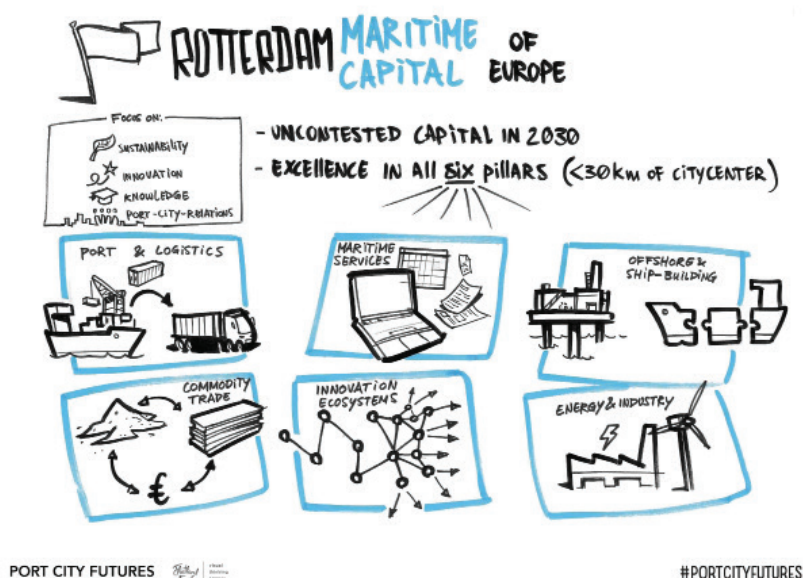 ROTTERDAM MARITIME CAPITAL OF EUROPE
FOCUS ON:
SUSTAINABILITY
INNOVATION
KNOWLEDGE
PORT-CITY-RELATIONS
- UNCONTESTED CAPITAL IN 2030
- EXCELLENCE IN ALL SIX PILLARS (<30km OF CITYCENTER)
PORT & LOGISTICS
MARITIME
SERVICES
OFFSHORE &
SHIP-BUILDING
COMMODITY
TRADE
€
INNOVATION
ECOSYSTEMS
ENERGY & INDUSTRY
PORT CITY FUTURES
#PORTCITYFUTURES